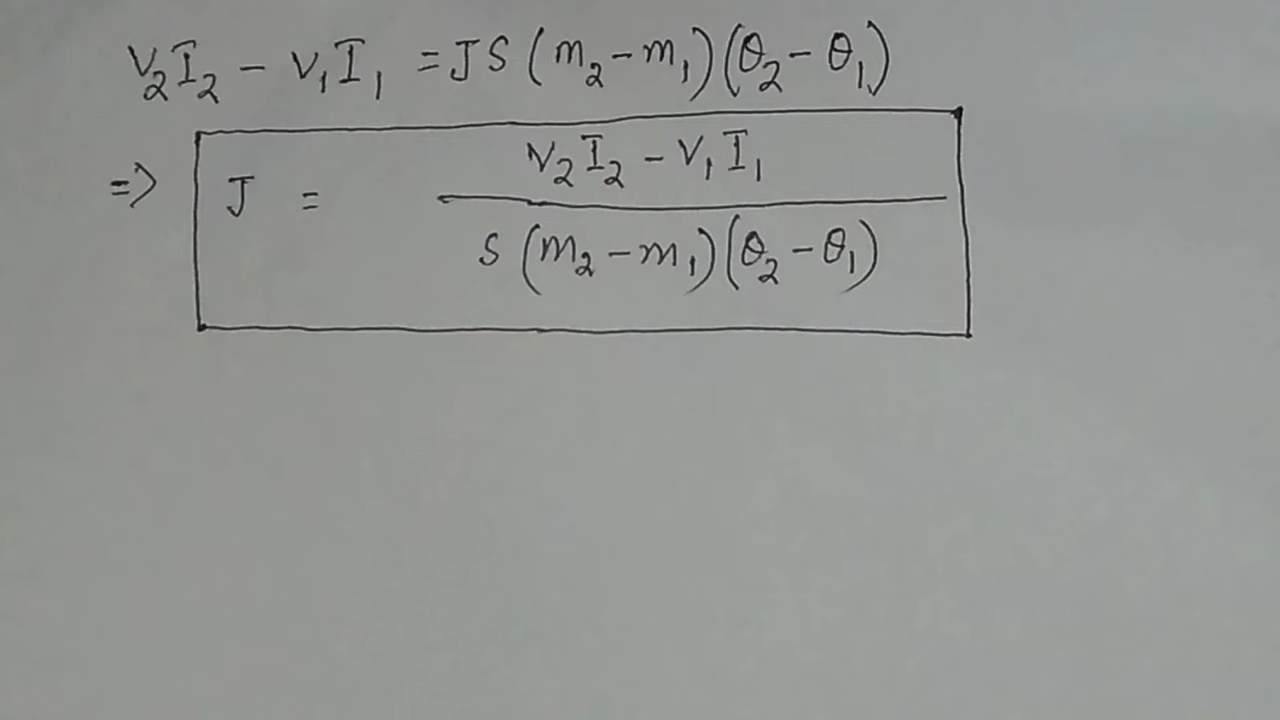 V₂I₂ - V₁I₁ = JS(m₂-m₁)(θ₂-θ₁)
=> J = V₂I₂ - V₁I₁ / S(m₂-m₁)(θ₂-θ₁)